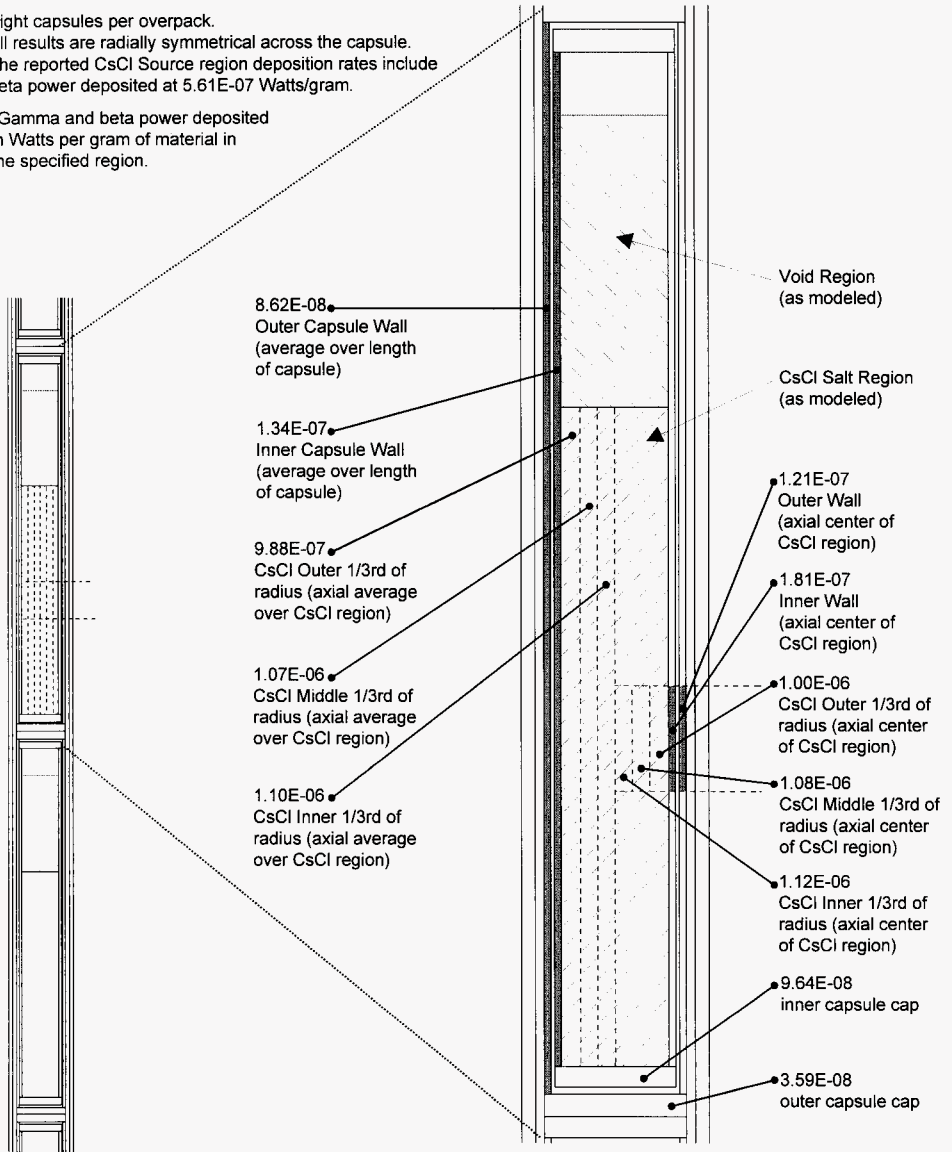 ight capsules per overpack.
ll results are radially symmetrical across the capsule.
he reported CsCl Source region deposition rates include
eta power deposited at 5.61E-07 Watts/gram.
Gamma and beta power deposited
n Watts per gram of material in
he specified region.
8.62E-08
Outer Capsule Wall
(average over length
of capsule)
1.34E-07
Inner Capsule Wall
(average over length
of capsule)
9.88E-07
CsCl Outer 1/3rd of
radius (axial average
over CsCl region)
1.07E-06
CsCl Middle 1/3rd of
radius (axial average
over CsCl region)
1.10E-06
CsCl Inner 1/3rd of
radius (axial average
over CsCl region)
Void Region
(as modeled)
CsCl Salt Region
(as modeled)
1.21E-07
Outer Wall
(axial center of
CsCl region)
1.81E-07
Inner Wall
(axial center of
CsCl region)
1.00E-06
CsCl Outer 1/3rd of
radius (axial center
of CsCl region)
1.08E-06
CsCl Middle 1/3rd of
radius (axial center
of CsCl region)
1.12E-06
CsCl Inner 1/3rd of
radius (axial center
of CsCl region)
9.64E-08
inner capsule cap
3.59E-08
outer capsule cap